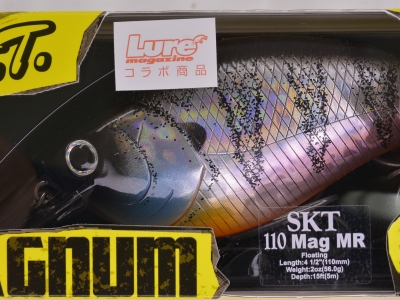 .T.
Lure
magazine
コラボ商品
SKT
110 Mag MR
Floating
Length:4 1/2"(110mm)
Weight:2oz(56.0g)
Depth:15ft(5m)
AGNUM